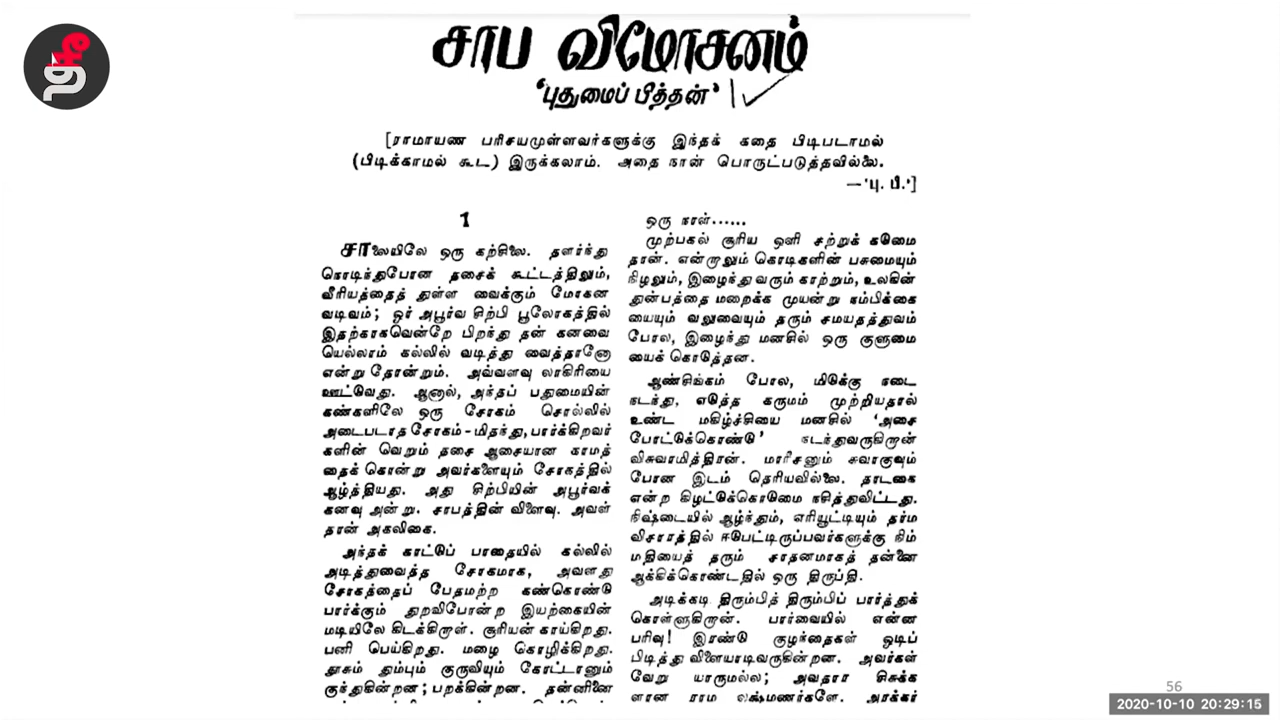 சாப விமோசனம்
'புதுமைப் பித்தன்'
[ராமாயண பரிசயமுள்ளவர்களுக்கு இந்தக் கதை பிடிபடாமல்
(பிடிக்காமல் கூட) இருக்கலாம். அதை நான் பொருட்படுத்தவில்லை.
—'பு. பி.']
1
சாலையிலே ஒரு கற்சிலை. தளர்ந்து
நொடிந்துபோன தசைக் கூட்டத்திலும்,
வீரியத்தைத் துள்ள வைக்கும் மோகன
வடிவம்; ஓர் அபூர்வ சிற்பி பூலோகத்தில்
இதற்காகவென்றே பிறந்து தன் கனவை
யெல்லாம் கல்லில் வடித்து வைத்தானோ
என்று தோன்றும். அவ்வளவு லாகிரியை
ஊட்டுவது. ஆனால், அந்தப் பதுமையின்
கண்களிலே ஒரு சோகம் சொல்லில்
அடைபடாத சோகம் - மிதந்து, பார்க்கிறவர்
களின் வெறும் தசை ஆசையான காமத்
தைக் கொன்று அவர்களையும் சோகத்தில்
ஆழ்த்தியது. அது சிற்பியின் அபூர்வக்
கனவு அன்று. சாபத்தின் விளைவு. அவள்
தான் அகலிகை.
அந்தக் காட்டுப் பாதையில் கல்லில்
அடித்துவைத்த சோகமாக, அவளது
சோகத்தைப் பேதமற்ற கண்கொண்டு
பார்க்கும் துறவிபோன்ற இயற்கையின்
மடியிலே கிடக்கிறாள். சூரியன் காய்கிறது.
பனி பெய்கிறது. மழை கொழிக்கிறது.
தூசும் தும்பும் குருவியும் கோட்டானும்
குந்துகின்றன; பறக்கின்றன. தன்னினை
ஒரு நாள்......
முற்பகல் சூரிய ஒளி சற்றுக் கடுமை
தான். என்றாலும் கொடிகளின் பசுமையும்
நிழலும், இழைந்து வரும் காற்றும், உலகின்
துன்பத்தை மறைக்க முயன்று நம்பிக்கை
யையும் வலுவையும் தரும் சமயதத்துவம்
போல, இழைந்து மனசில் ஒரு குளுமை
யைக் கொடுத்தன.
ஆண்சிங்கம் போல, மிடுக்கு நடை
நடந்து, எடுத்த கருமம் முற்றியதால்
உண்ட மகிழ்ச்சியை மனசில் 'அசை
போட்டுக்கொண்டு' நடந்துவருகிறான்
விசுவாமித்திரன். மாரீசனும் சுவாகுவும்
போன இடம் தெரியவில்லை. தாடகை
என்ற கிழட்டுக்கொடுமை நசித்துவிட்டது.
நிஷ்டையில் ஆழ்ந்தும், எரியூட்டியும் தர்ம
விசாரத்தில் ஈடுபட்டிருப்பவர்களுக்கு நிம்
மதியைத் தரும் சாதனமாகத் தன்னை
ஆக்கிக்கொண்டதில் ஒரு திருப்தி.
அடிக்கடி திரும்பித் திரும்பிப் பார்த்துக்
கொள்ளுகிறான். பார்வையில் என்ன
பரிவு! இரண்டு குழந்தைகள் ஓடிப்
பிடித்து விளையாடிவருகின்றன. அவர்கள்
வேறு யாருமல்ல; அவதார சிசுக்க
ளான ராம லக்ஷ்மணர்களே. அரக்கர்
56
2020-10-10 20:29:15